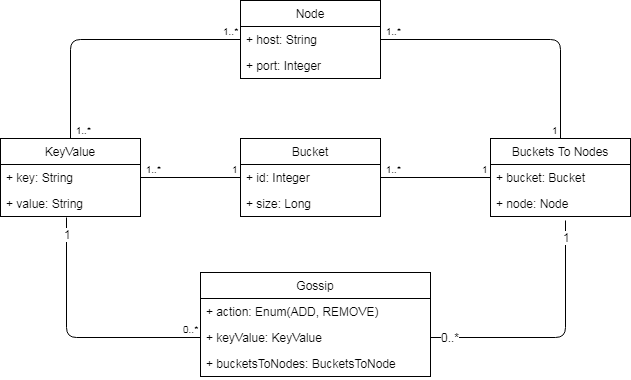 Node
1..*
+ host: String
1..*
+ port: Integer
1..*
1
KeyValue
Bucket
Buckets To Nodes
+ key: String
1..*
1
+ id: Integer
1..*
1
+ bucket: Bucket
+ value: String
+ size: Long
+ node: Node
1
1
Gossip
+ action: Enum(ADD, REMOVE)
0..*
+ keyValue: KeyValue
0..*
+ bucketsToNodes: BucketsToNode